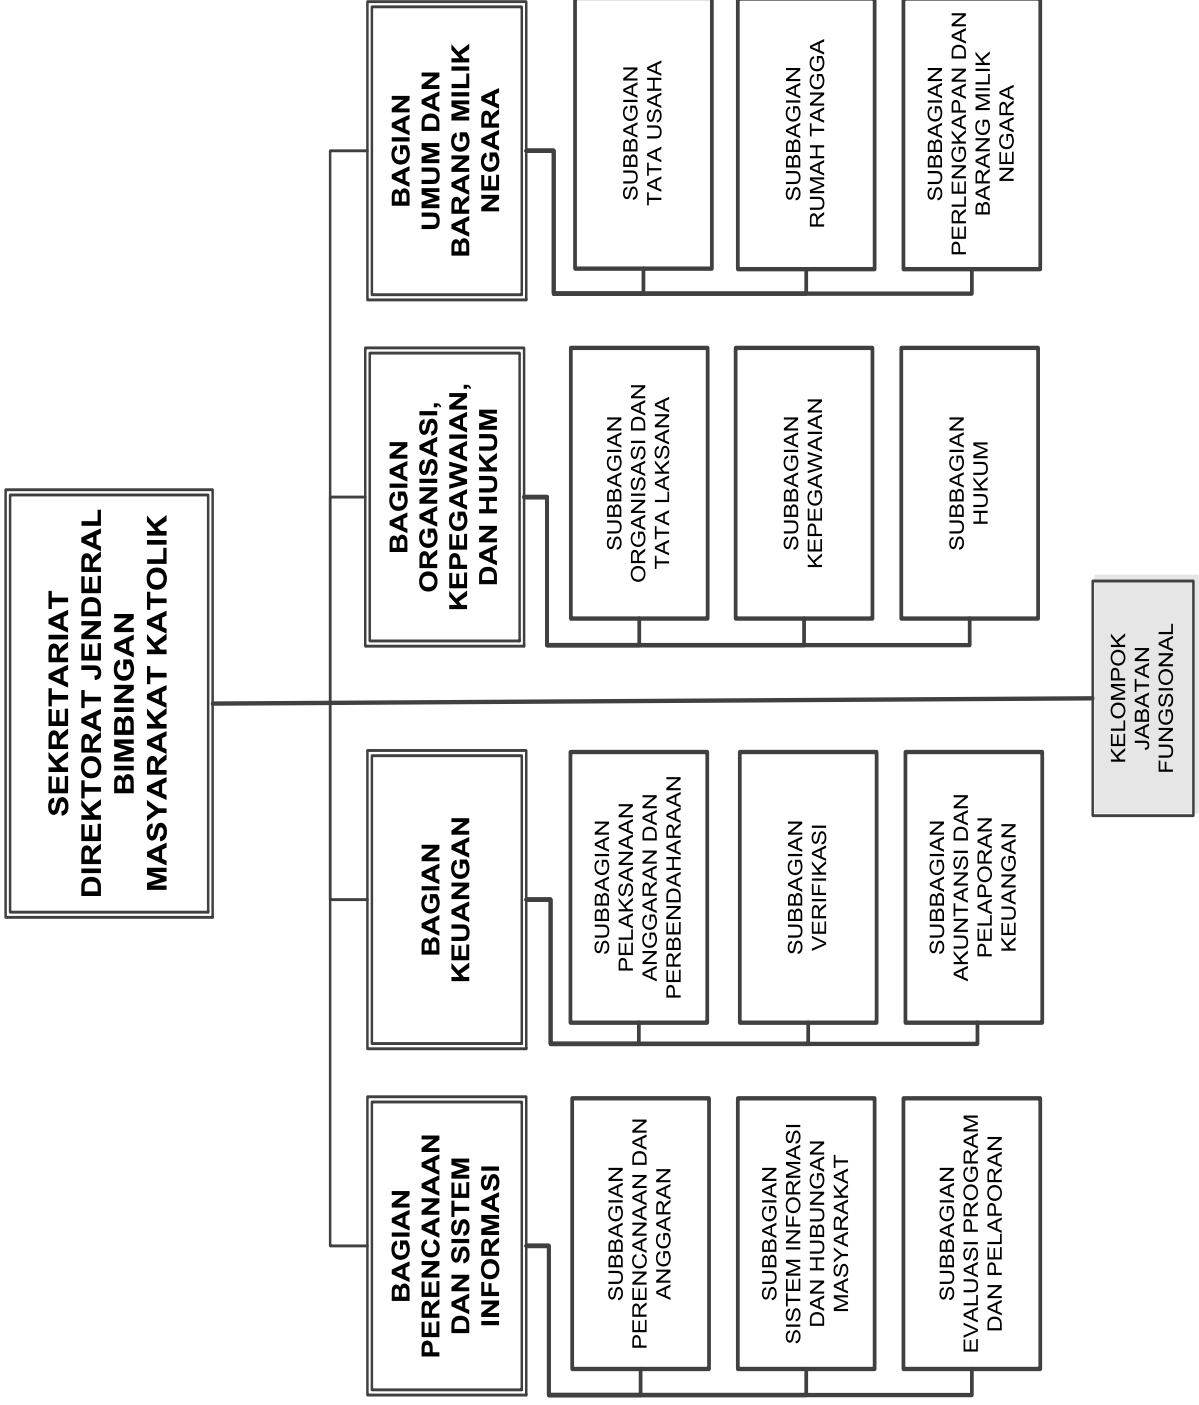 SEKRETARIAT
DIREKTORAT JENDERAL
BIMBINGAN
MASYARAKAT KATOLIK
BAGIAN
PERENCANAAN
DAN SISTEM
INFORMASI
SUBBAGIAN
PERENCANAAN DAN
ANGGARAN
SUBBAGIAN
SISTEM INFORMASI
DAN HUBUNGAN
MASYARAKAT
SUBBAGIAN
EVALUASI PROGRAM
DAN PELAPORAN
BAGIAN
KEUANGAN
SUBBAGIAN
PELAKSANAAN
ANGGARAN DAN
PERBENDAHARAAN
SUBBAGIAN
VERIFIKASI
SUBBAGIAN
AKUNTANSI DAN
PELAPORAN
KEUANGAN
BAGIAN
ORGANISASI,
KEPEGAWAIAN,
DAN HUKUM
SUBBAGIAN
ORGANISASI DAN
TATA LAKSANA
SUBBAGIAN
KEPEGAWAIAN
SUBBAGIAN
HUKUM
BAGIAN
UMUM DAN
BARANG MILIK
NEGARA
SUBBAGIAN
TATA USAHA
SUBBAGIAN
RUMAH TANGGA
SUBBAGIAN
PERLENGKAPAN DAN
BARANG MILIK
NEGARA
KELOMPOK
JABATAN
FUNGSIONAL